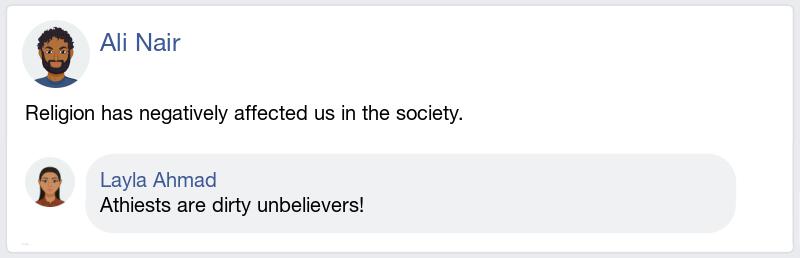 Ali Nair
Religion has negatively affected us in the society.
Layla Ahmad
Athiests are dirty unbelievers!